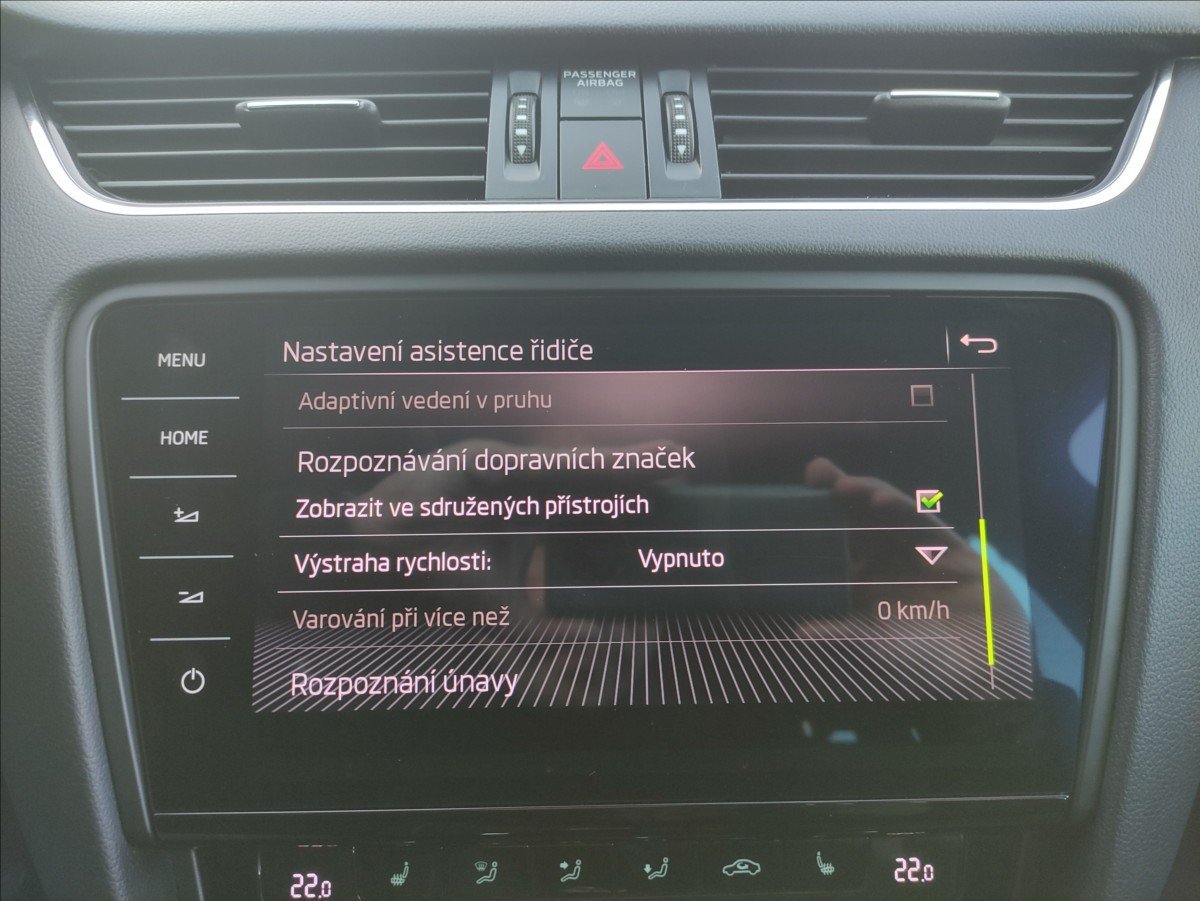 PASSENGER
AIRBAG
MENU
HOME
Nastavení asistence řidiče
Adaptivní vedení v pruhu
Rozpoznávání dopravních značek
Zobrazit ve sdružených přístrojích
Výstraha rychlosti: Vypnuto
Varování při více než 0 km/h
Rozpoznání únavy
22.0 22.0